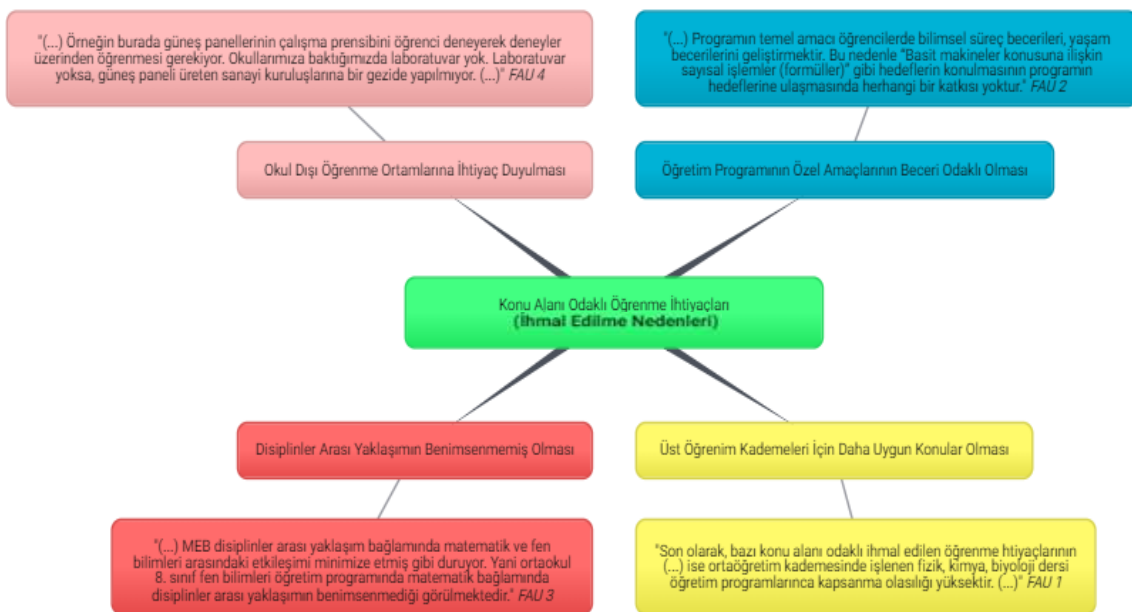 "(...) Örneğin burada güneş panellerinin çalışma prensibini öğrenci deneyerek deneyler
üzerinden öğrenmesi gerekiyor. Okullarımıza baktığımızda laboratuvar yok. Laboratuvar
yoksa, güneş paneli üreten sanayi kuruluşlarına bir gezide yapılmıyor. (...)" FAU 4
"(...) Programın temel amacı öğrencilerde bilimsel süreç becerileri, yaşam
becerilerini geliştirmektir. Bu nedenle "Basit makineler konusuna ilişkin
sayısal işlemler (formüller)" gibi hedeflerin konulmasının programın
hedeflerine ulaşmasında herhangi bir katkısı yoktur." FAU 2
Okul Dışı Öğrenme Ortamlarına İhtiyaç Duyulması
Öğretim Programının Özel Amaçlarının Beceri Odaklı Olması
Konu Alanı Odaklı Öğrenme İhtiyaçları
(İhmal Edilme Nedenleri)
Disiplinler Arası Yaklaşımın Benimsenmemiş Olması
Üst Öğrenim Kademeleri İçin Daha Uygun Konular Olması
"(...) MEB disiplinler arası yaklaşım bağlamında matematik ve fen
bilimleri arasındaki etkileşimi minimize etmiş gibi duruyor. Yani ortaokul
8. sınıf fen bilimleri öğretim programında matematik bağlamında
disiplinler arası yaklaşımın benimsenmediği görülmektedir." FAU 3
"Son olarak, bazı konu alanı odaklı ihmal edilen öğrenme htiyaçlarının
(...) ise ortaöğretim kademesinde işlenen fizik, kimya, biyoloji dersi
öğretim programlarınca kapsanma olasılığı yüksektir. (...)" FAU 1